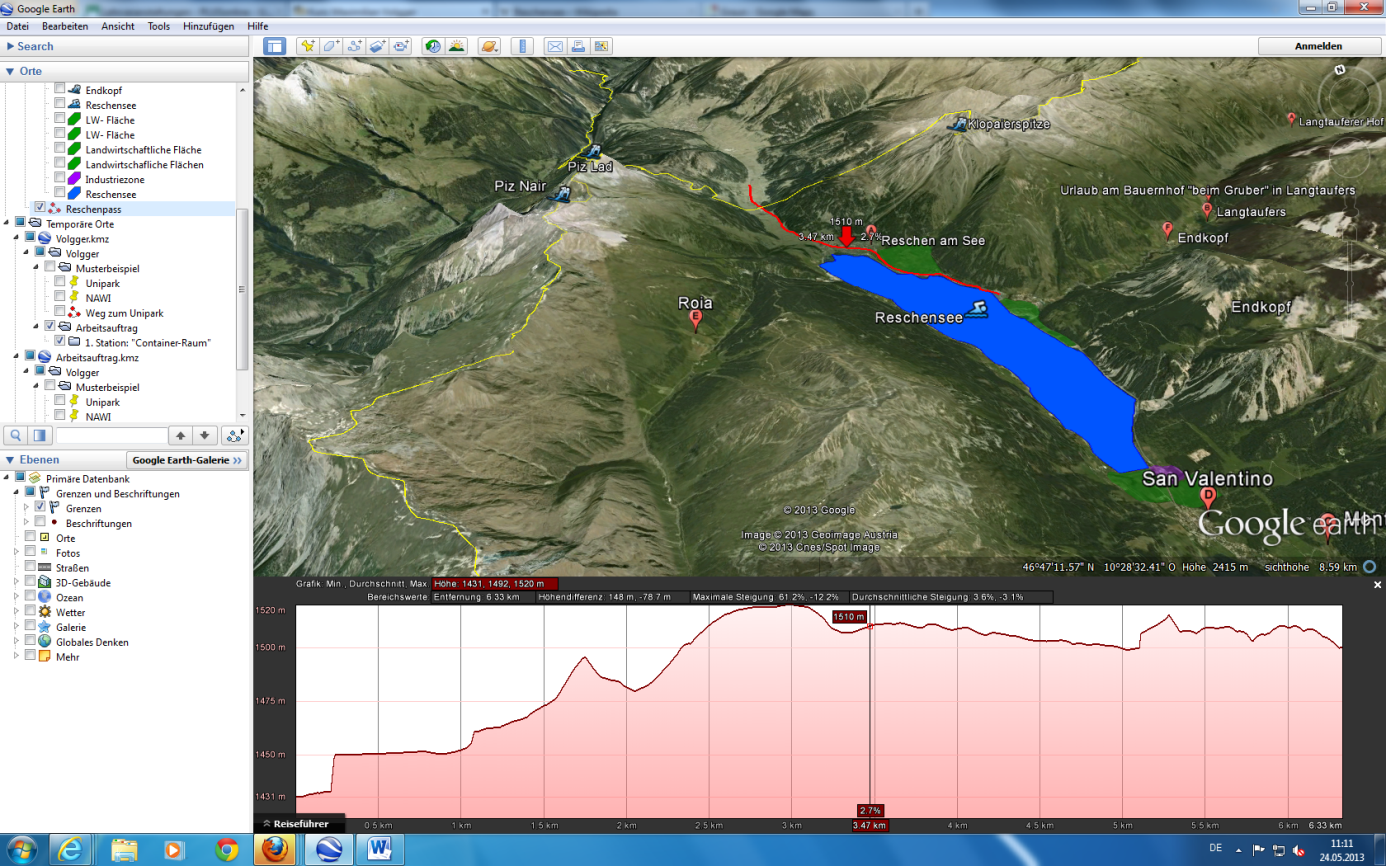 Google Earth
Datei Bearbeiten Ansicht Tools Hinzufügen Hilfe
Search
Anmelden
Orte
Endkopf
Reschensee
LW- Fläche
LW- Fläche
Landwirtschaftliche Fläche
Landwirtschafliche Flächen
Industriezone
Reschensee
Reschenpass
Temporäre Orte
Volgger.kmz
Volgger
Musterbeispiel
Unipark
NAWI
Weg zum Unipark
Arbeitsauftrag
1. Station: "Container-Raum"
Arbeitsauftrag.kmz
Volgger
Musterbeispiel
Unipark
NAWI
Ebenen
Google Earth-Galerie >>
Primäre Datenbank
Grenzen und Beschriftungen
Grenzen
Beschriftungen
Orte
Fotos
Straßen
3D-Gebäude
Ozean
Wetter
Galerie
Globales Denken
Mehr
N
Klopaierspitze
A
Langtauferer Hof
Piz Lad
Piz Nair
Urlaub am Bauernhof "beim Gruber" in Langtaufers
B
Langtaufers
1510 m
3.47 km 2.7%
A
Reschen am See
F
Endkopf
Roia
E
Reschensee
Endkopf
San Valentino
D
© 2013 Google
Google earth
Image © 2013 Geoimage Austria
© 2013 Cnes/Spot Image
46°47'11.57" N 10°28'32.41" O Höhe 2415 m sichthöhe 8.59 km
Grafik Min., Durchschnitt, Max. Höhe: 1431, 1492, 1520 m
Bereichswerte: Entfernung 6.33 km Höhendifferenz: 148 m, -78.7 m Maximale Steigung 61.2%, -12.2% Durchschnittliche Steigung 3.6%, -3.1%
1520 m
1510 m
1500 m
1475 m
1450 m
1431 m
2.7%
Reiseführer
0.5 km 1 km 1.5 km 2 km 2.5 km 3 km 3.47 km 4 km 4.5 km 5 km 5.5 km 6 km 6.33 km
DE
11:11
24.05.2013